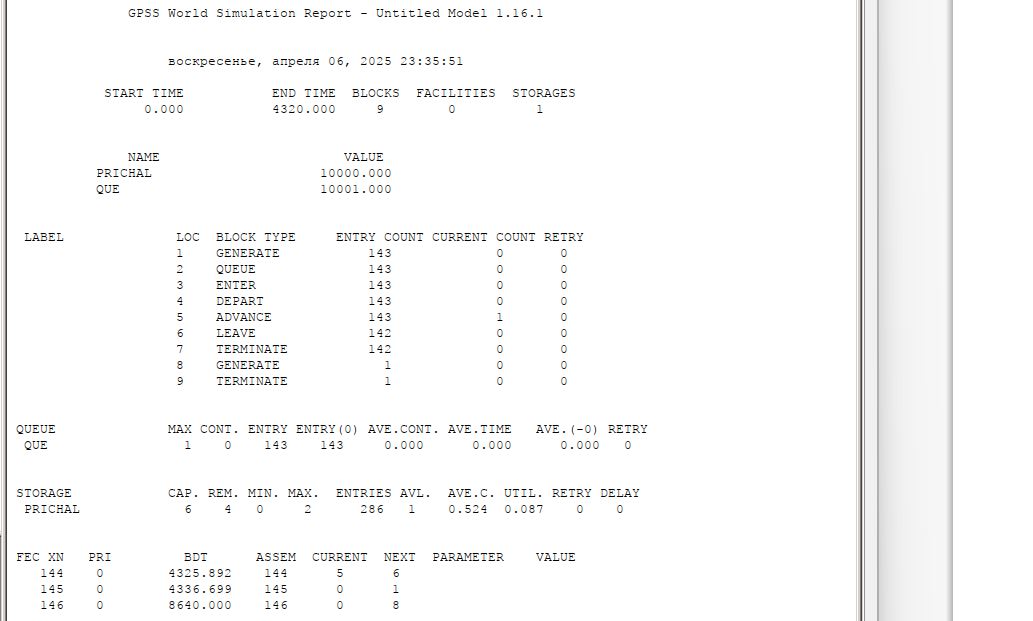 GPSS World Simulation Report - Untitled Model 1.16.1
воскресенье, апреля 06, 2025 23:35:51
START TIME END TIME BLOCKS FACILITIES STORAGES
0.000 4320.000 9 0 1
NAME VALUE
PRICHAL 10000.000
QUE 10001.000
LABEL LOC BLOCK TYPE ENTRY COUNT CURRENT COUNT RETRY
1 GENERATE 143 0 0
2 QUEUE 143 0 0
3 ENTER 143 0 0
4 DEPART 143 0 0
5 ADVANCE 143 1 0
6 LEAVE 142 0 0
7 TERMINATE 142 0 0
8 GENERATE 1 0 0
9 TERMINATE 1 0 0
QUEUE MAX CONT. ENTRY ENTRY(0) AVE.CONT. AVE.TIME AVE.(-0) RETRY
QUE 1 0 143 143 0.000 0.000 0.000 0
STORAGE CAP. REM. MIN. MAX. ENTRIES AVL. AVE.C. UTIL. RETRY DELAY
PRICHAL 6 4 0 2 286 1 0.524 0.087 0 0
FEC XN PRI BDT ASSEM CURRENT NEXT PARAMETER VALUE
144 0 4325.892 144 5 6
145 0 4336.699 145 0 1
146 0 8640.000 146 0 8